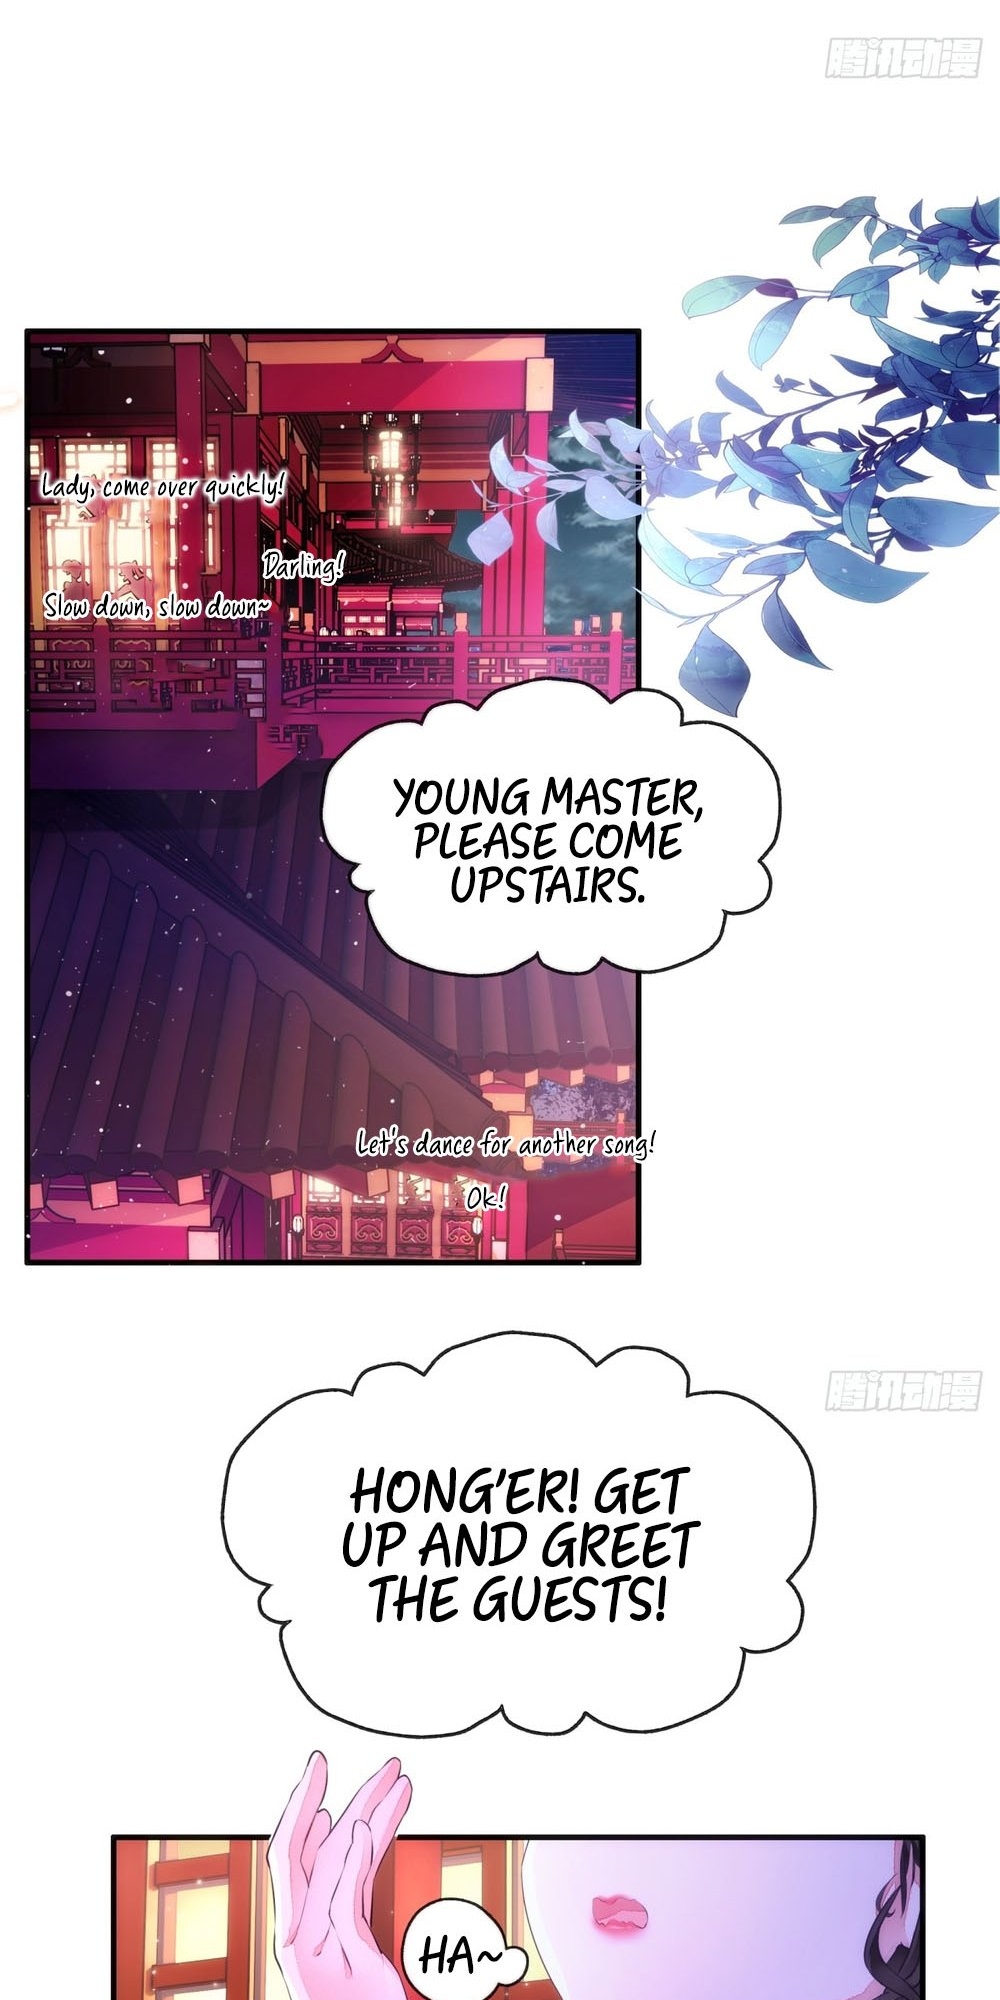 腾讯动漫
Lady, come over quickly!
Darling!
Slow down, slow down~
YOUNG MASTER,
PLEASE COME
UPSTAIRS.
Let's dance for another song!
Ok!
腾讯动漫
HONG'ER! GET
UP AND GREET
THE GUESTS!
HA~